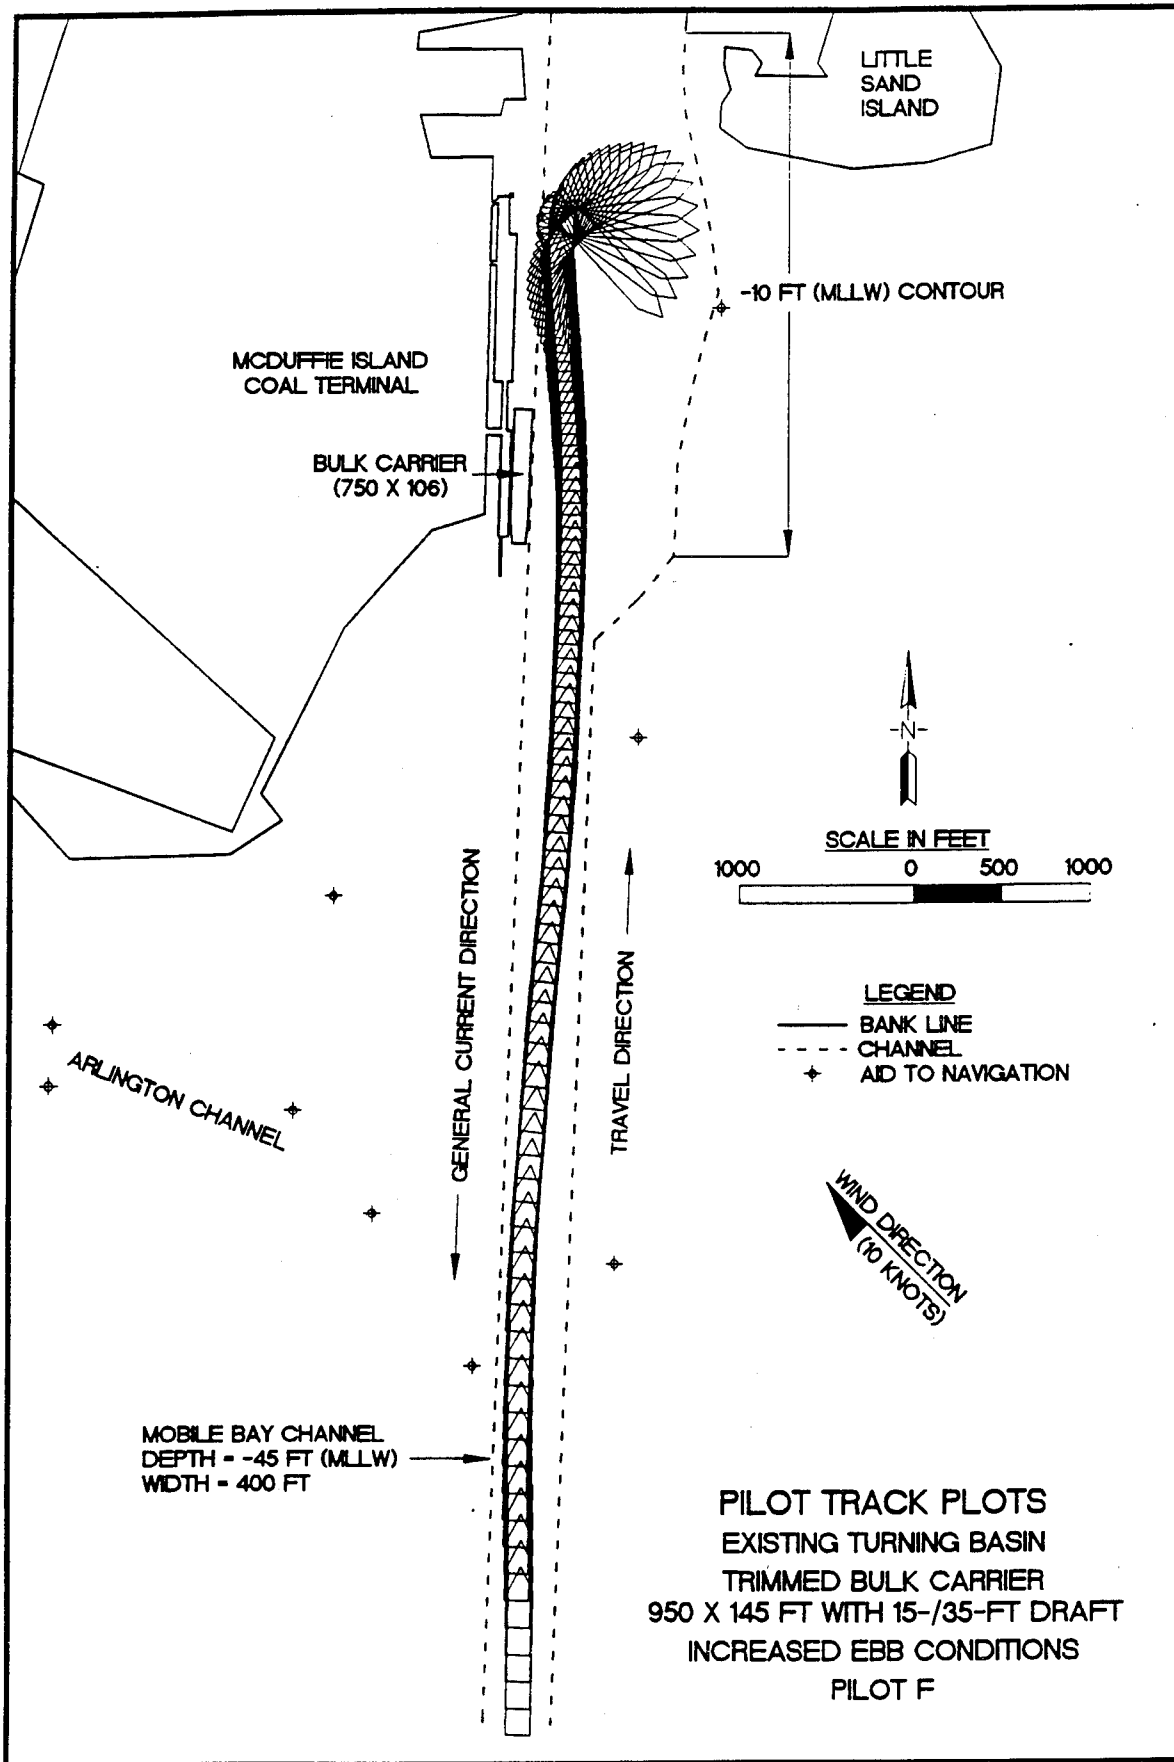 LITTLE
SAND
ISLAND
-10 FT (MLLW) CONTOUR
MCDUFFIE ISLAND
COAL TERMINAL
BULK CARRIER
(750 X 106)
-N-
SCALE IN FEET
1000 0 500 1000
GENERAL CURRENT DIRECTION
TRAVEL DIRECTION
LEGEND
BANK LINE
CHANNEL
AID TO NAVIGATION
ARLINGTON CHANNEL
WIND DIRECTION
(10 KNOTS)
MOBILE BAY CHANNEL
DEPTH = -45 FT (MLLW)
WIDTH = 400 FT
PILOT TRACK PLOTS
EXISTING TURNING BASIN
TRIMMED BULK CARRIER
950 X 145 FT WITH 15-/35-FT DRAFT
INCREASED EBB CONDITIONS
PILOT F